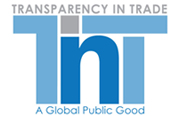 TRANSPARENCY IN TRADE
TnT
A Global Public Good